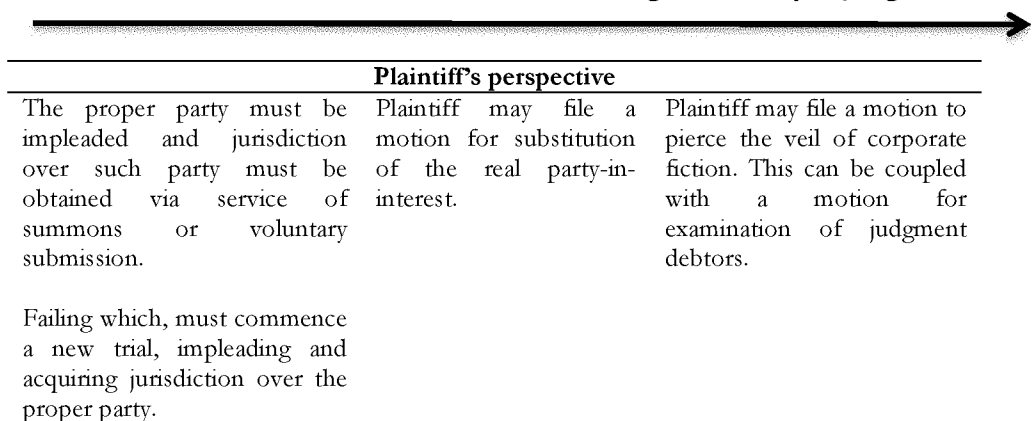 Plaintiff's perspective
The proper party must be
impleaded and jurisdiction
over such party must be
obtained via service of
summons or voluntary
submission.
Failing which, must commence
a new trial, impleading and
acquiring jurisdiction over the
proper party.
Plaintiff may file a
motion for substitution
of the real party-in-
interest.
Plaintiff may file a motion to
pierce the veil of corporate
fiction. This can be coupled
with a motion for
examination of judgment
debtors.